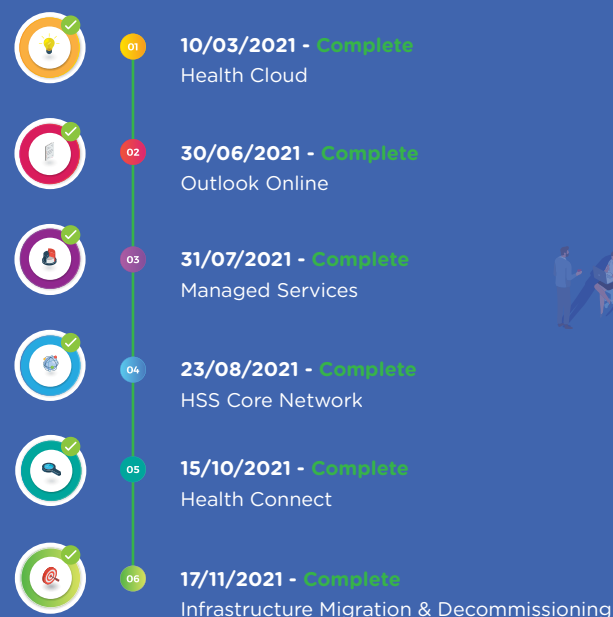 01
10/03/2021 - Complete
Health Cloud
02
30/06/2021 - Complete
Outlook Online
03
31/07/2021 - Complete
Managed Services
04
23/08/2021 - Complete
HSS Core Network
05
15/10/2021 - Complete
Health Connect
06
17/11/2021 - Complete
Infrastructure Migration & Decommissioning